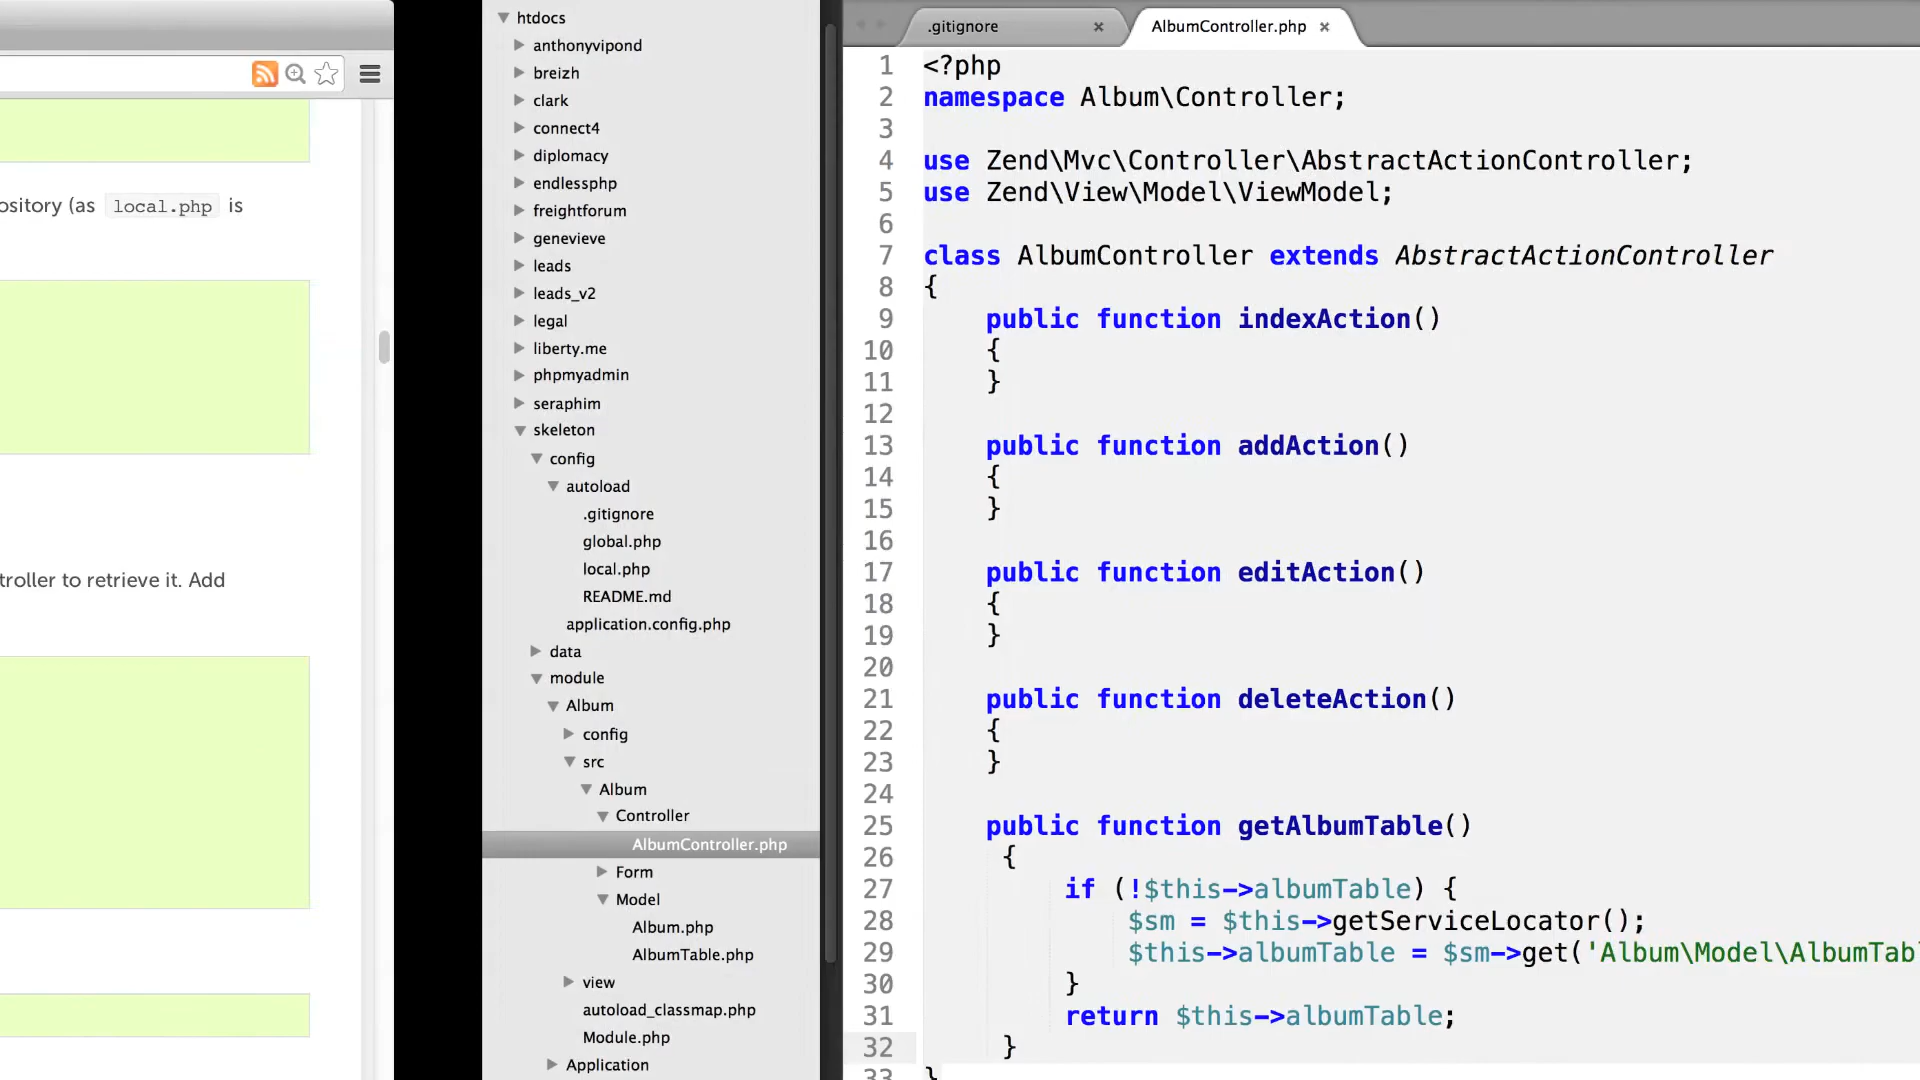 ository (as local.php is
troller to retrieve it. Add
htdocs
anthonyvipond
breizh
clark
connect4
diplomacy
endlessphp
freightforum
genevieve
leads
leads_v2
legal
liberty.me
phpmyadmin
seraphim
skeleton
config
autoload
.gitignore
global.php
local.php
README.md
application.config.php
data
module
Album
config
src
Album
Controller
AlbumController.php
Form
Model
Album.php
AlbumTable.php
view
autoload_classmap.php
Module.php
Application
.gitignore × AlbumController.php ×
1 <?php
2 namespace Album\Controller;
3
4 use Zend\Mvc\Controller\AbstractActionController;
5 use Zend\View\Model\ViewModel;
6
7 class AlbumController extends AbstractActionController
8 {
9 public function indexAction()
10 {
11 }
12
13 public function addAction()
14 {
15 }
16
17 public function editAction()
18 {
19 }
20
21 public function deleteAction()
22 {
23 }
24
25 public function getAlbumTable()
26 {
27 if (!$this->albumTable) {
28 $sm = $this->getServiceLocator();
29 $this->albumTable = $sm->get('Album\Model\AlbumTab
30 }
31 return $this->albumTable;
32 }
33 }